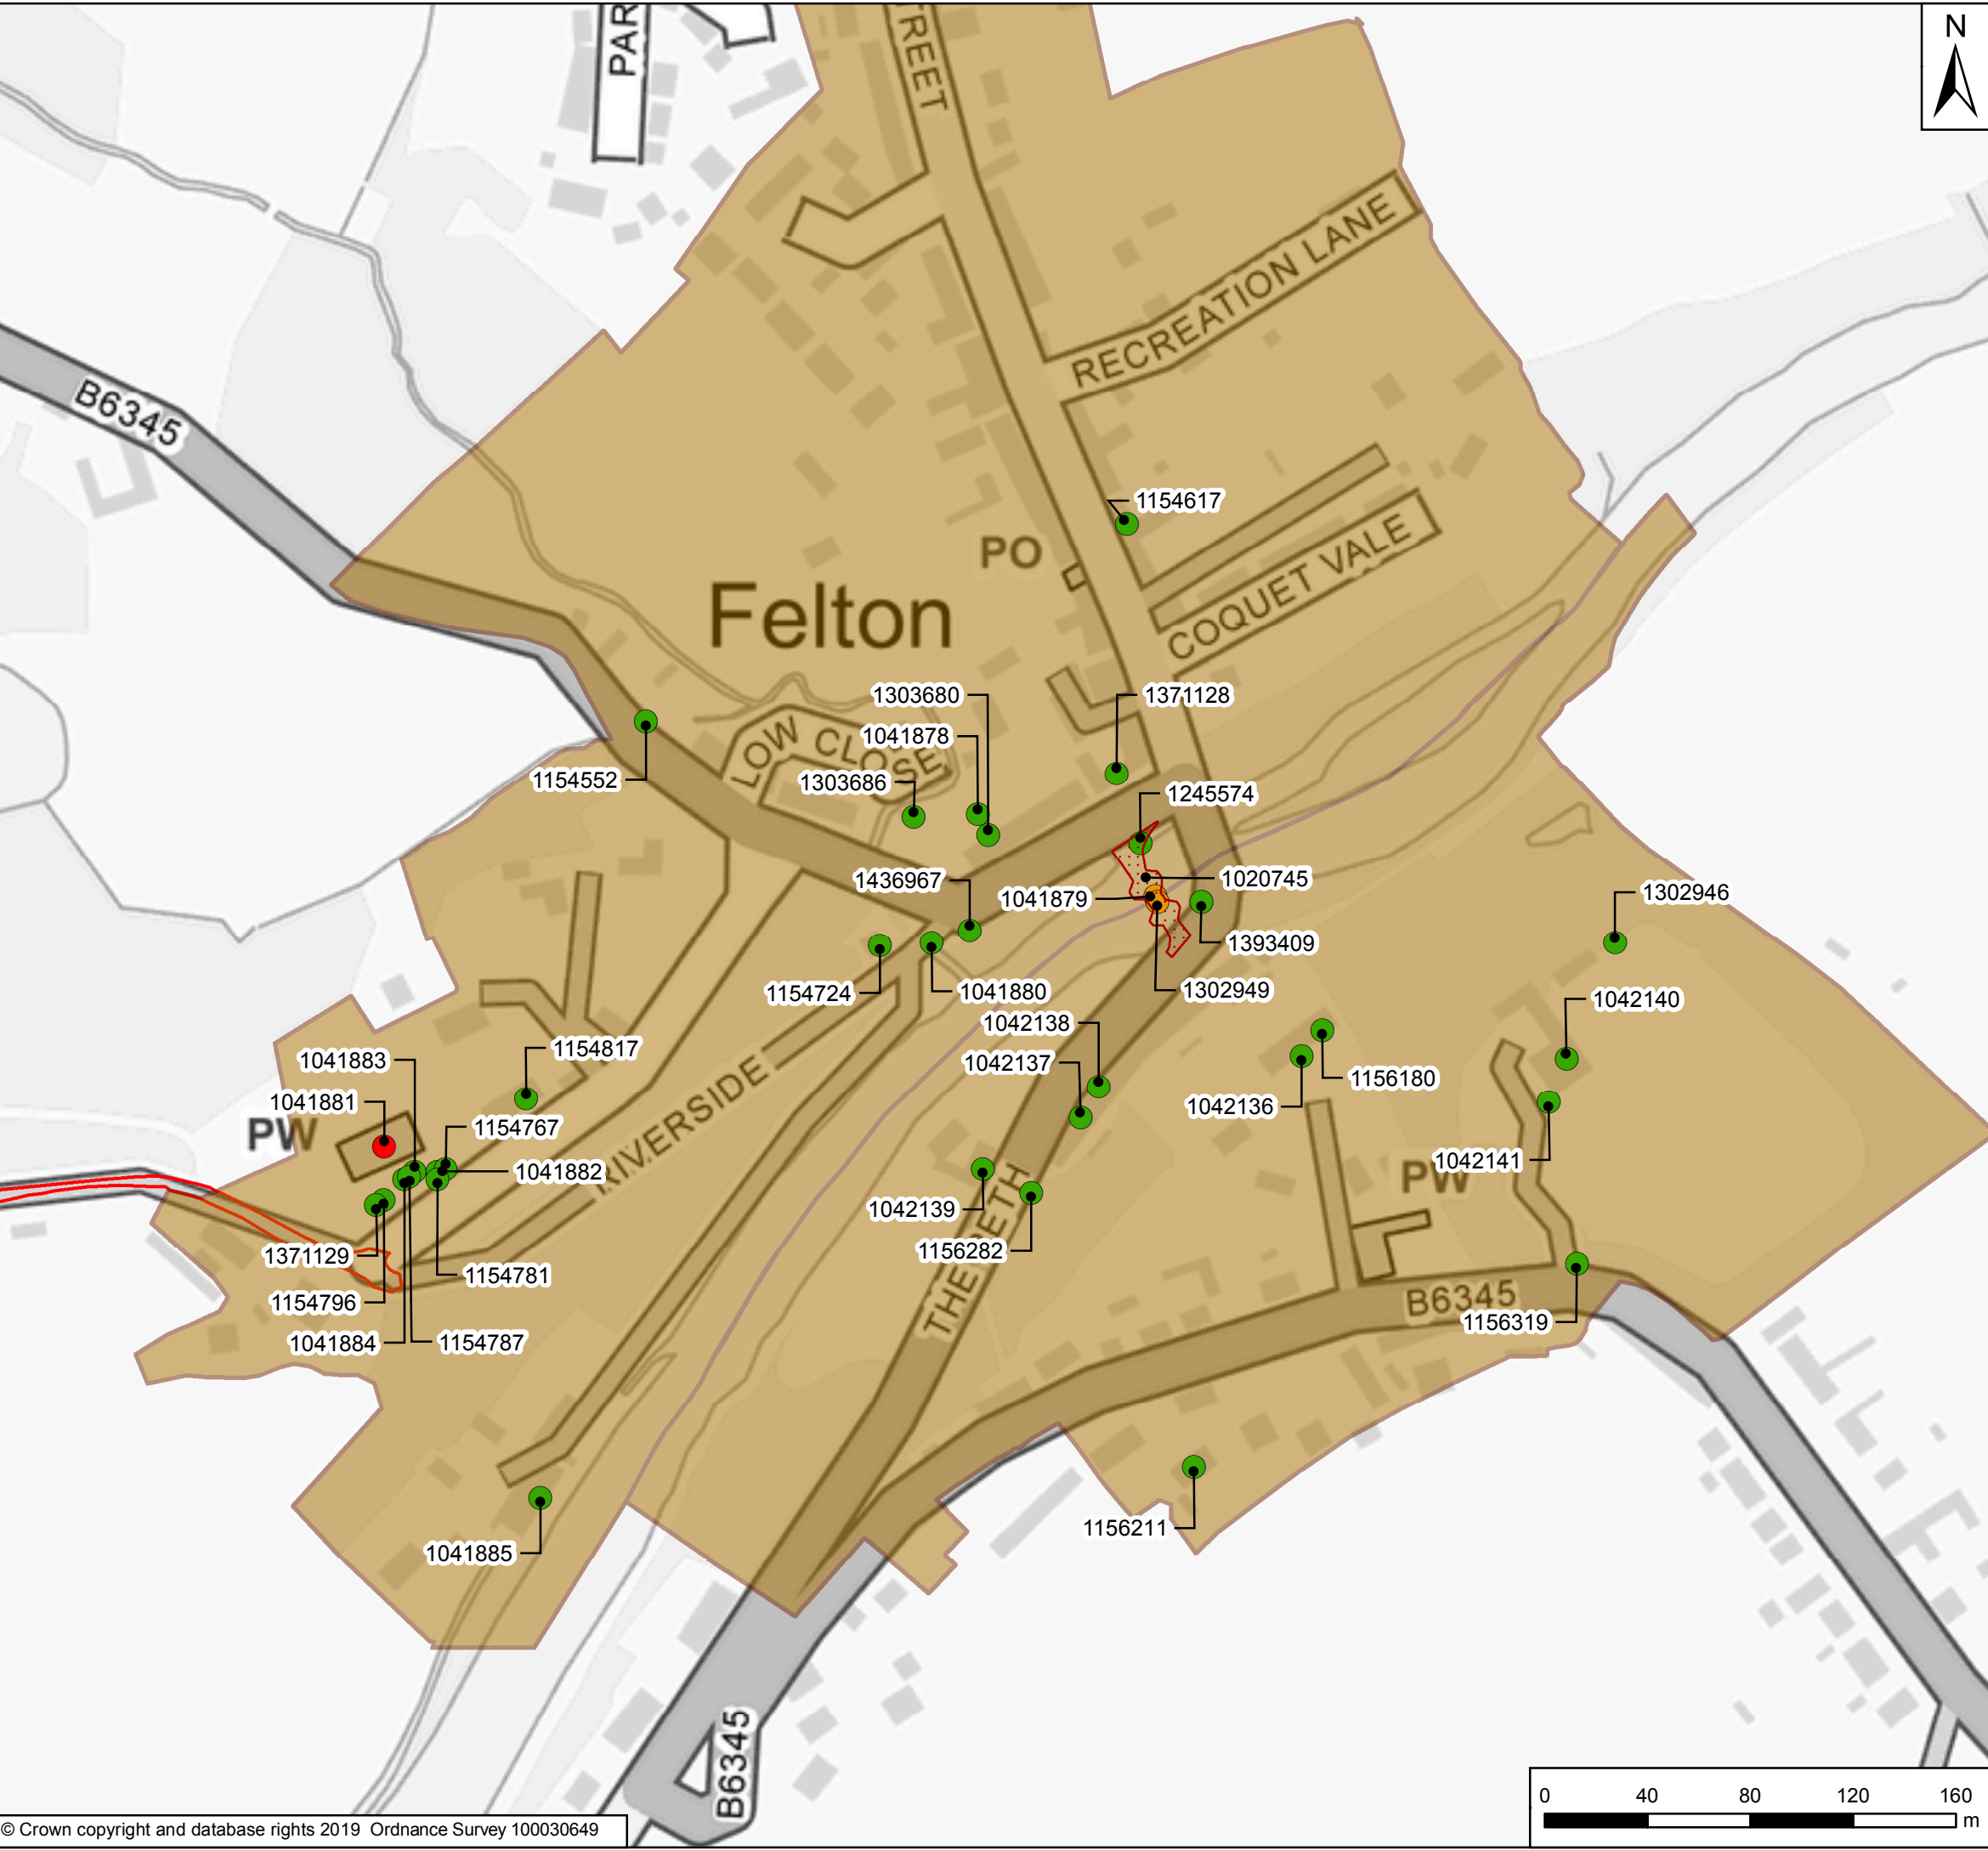 N
PAR
TREET
RECREATION LANE
B6345
1154617
PO
COQUET VALE
Felton
1303680
1371128
1041878
LOW CLOSE
1154552
1303686
1245574
1436967
1020745
1041879
1302946
1393409
1154724
1041880
1302949
1042140
1042138
1154817
1041883
1042137
1156180
1041881
1042136
PW
1154767
RIVERSIDE
1042141
1041882
PW
1042139
1156282
1371129
1154781
THE PETH
B6345
1154796
1156319
1041884
1154787
1156211
1041885
B6345
0 40 80 120 160
m
© Crown copyright and database rights 2019 Ordnance Survey 100030649